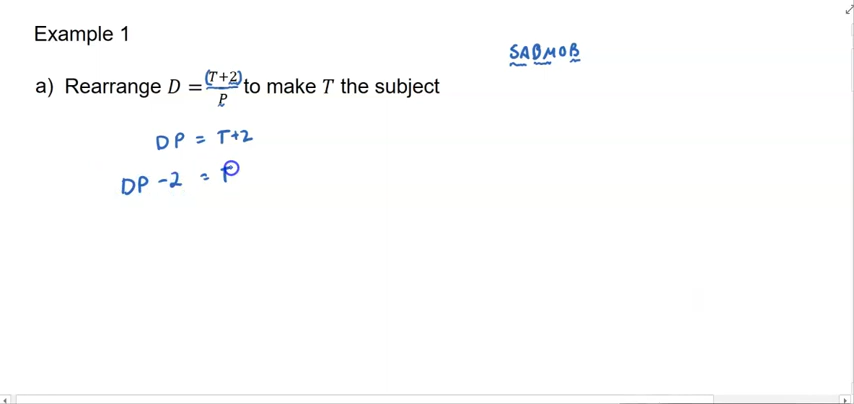 Example 1
SADMOB
a) Rearrange D = (T+2)/P to make T the subject
DP = T+2
DP -2 = T